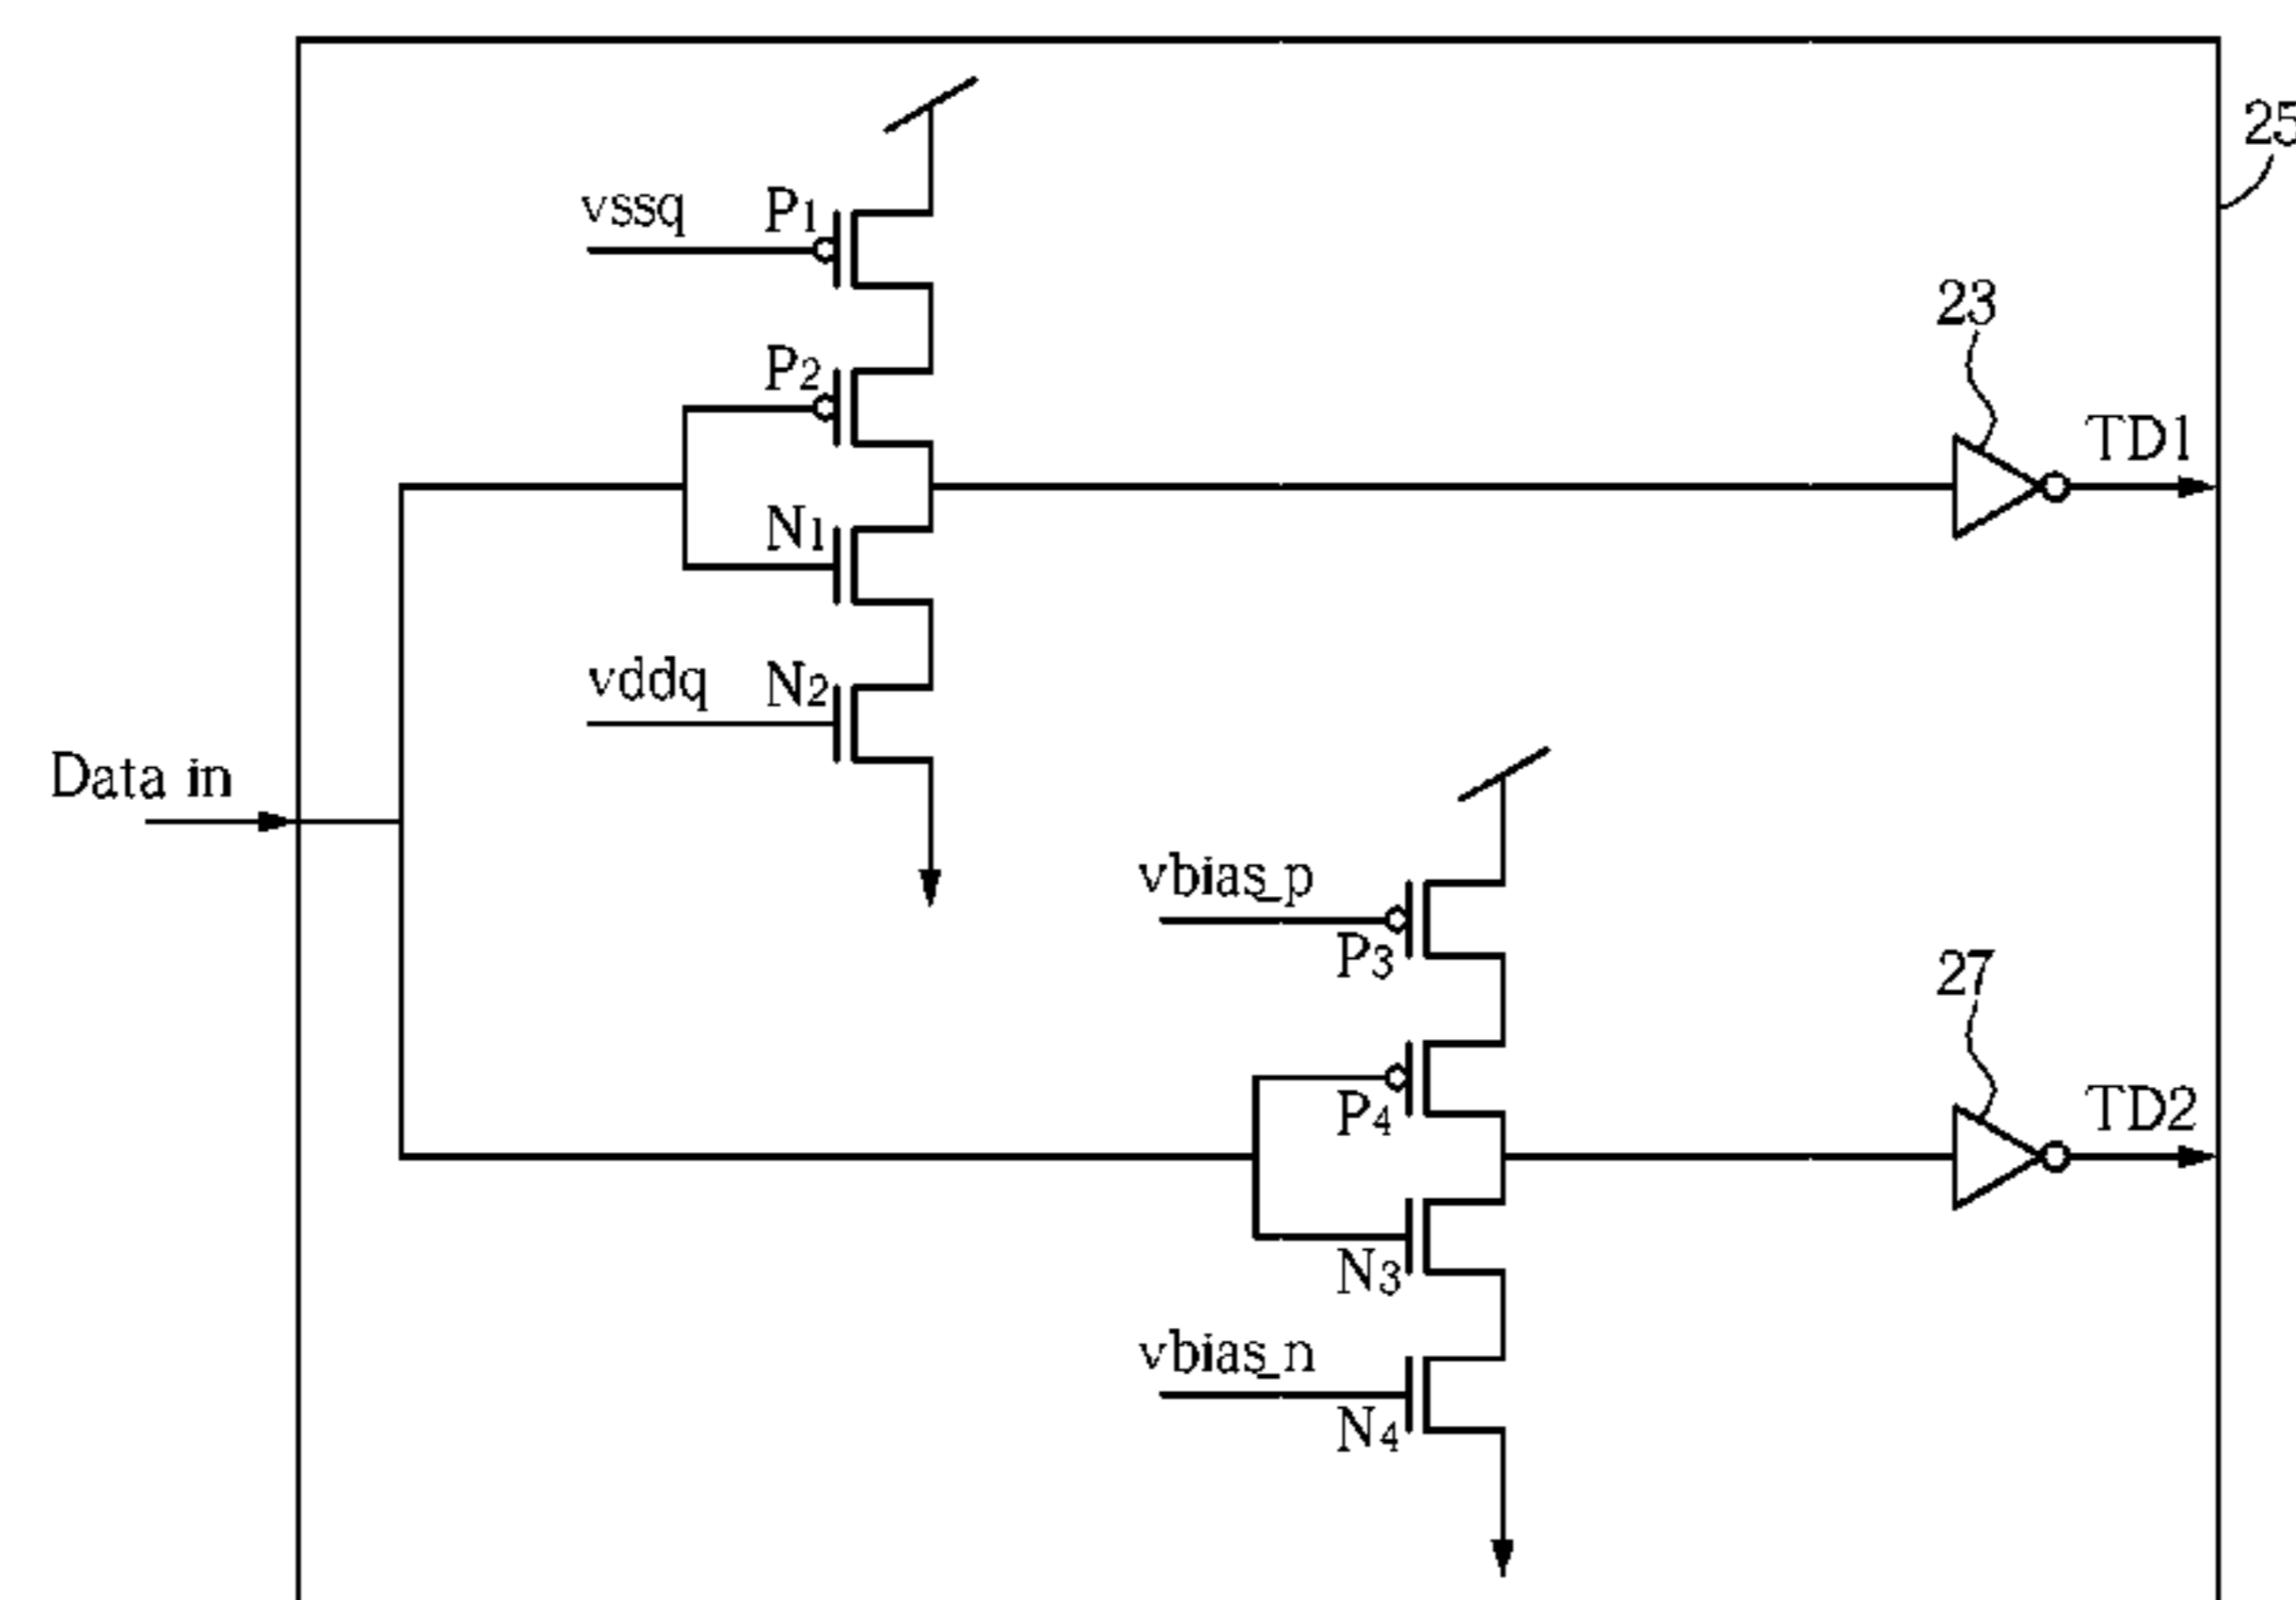 25
vssq P1
23
P2
TD1
N1
vddq N2
Data in
vbias_p
P3
27
P4
TD2
N3
vbias_n
N4